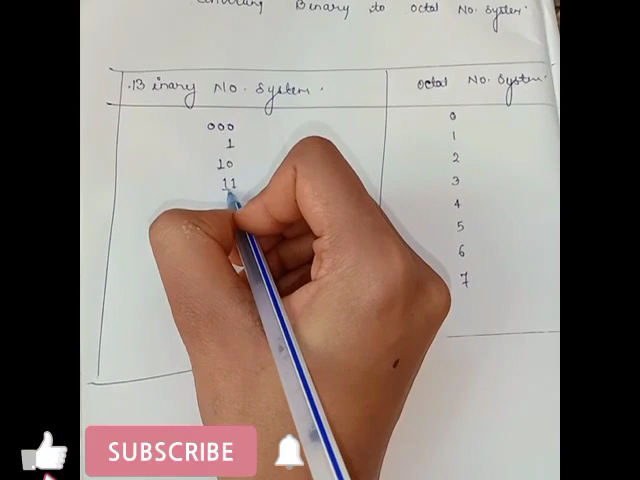 Binary to Octal No. System.
Binary No. System. Octal No. System.
000 0
1 1
10 2
11 3
4
5
6
7
SUBSCRIBE